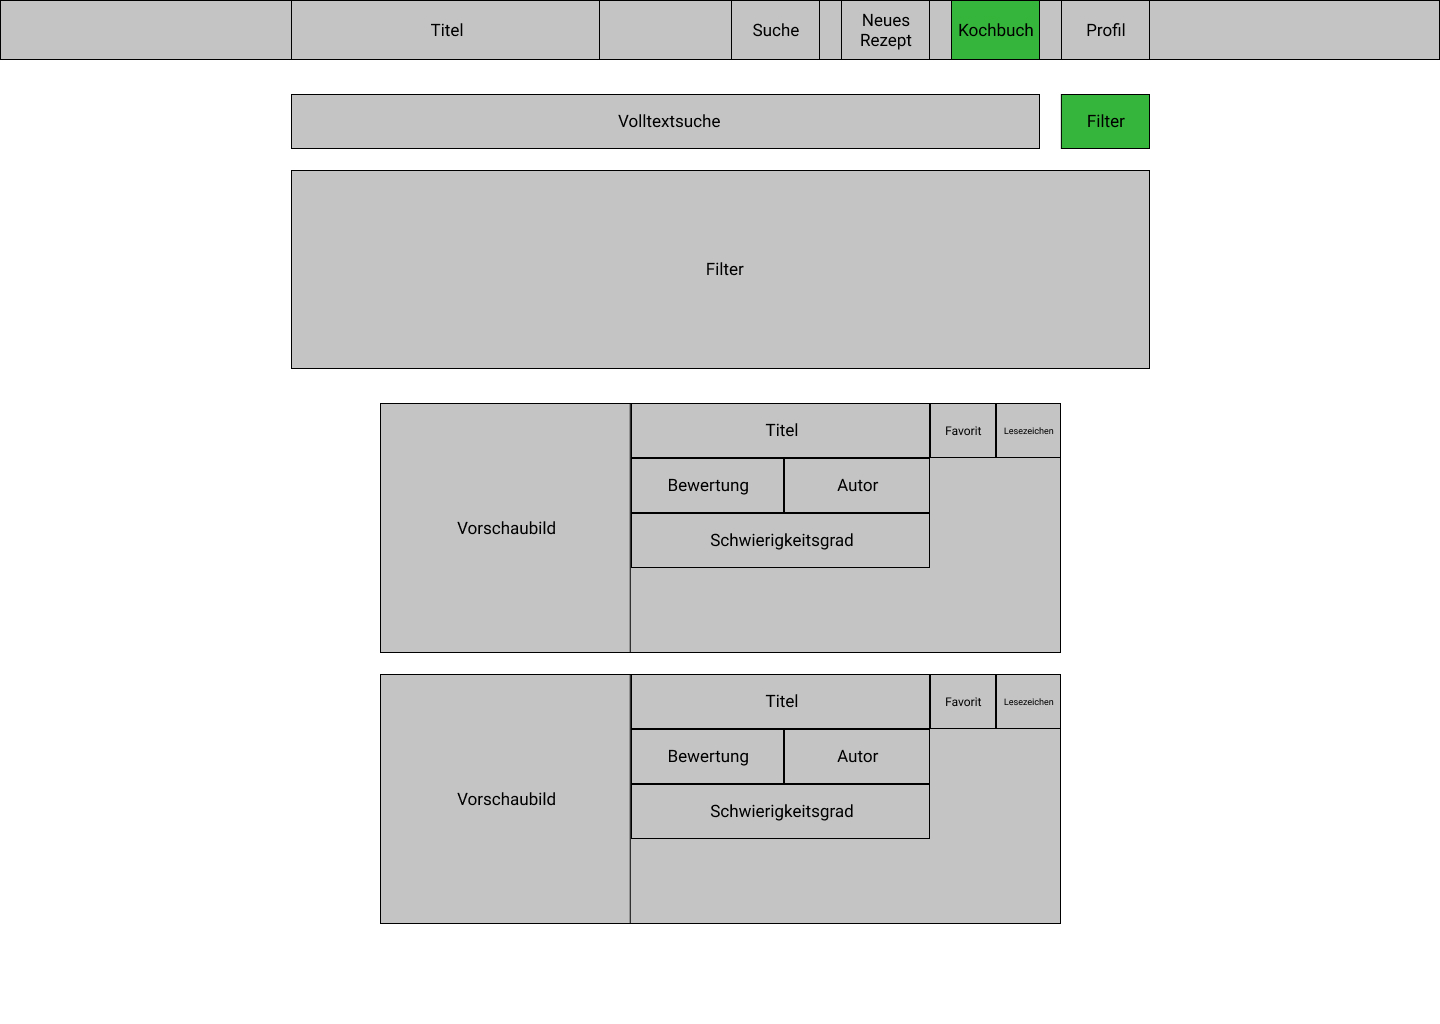 Titel
Suche
Neues
Rezept
Kochbuch
Profil
Volltextsuche
Filter
Filter
Vorschaubild
Titel
Favorit
Lesezeichen
Bewertung
Autor
Schwierigkeitsgrad
Vorschaubild
Titel
Favorit
Lesezeichen
Bewertung
Autor
Schwierigkeitsgrad